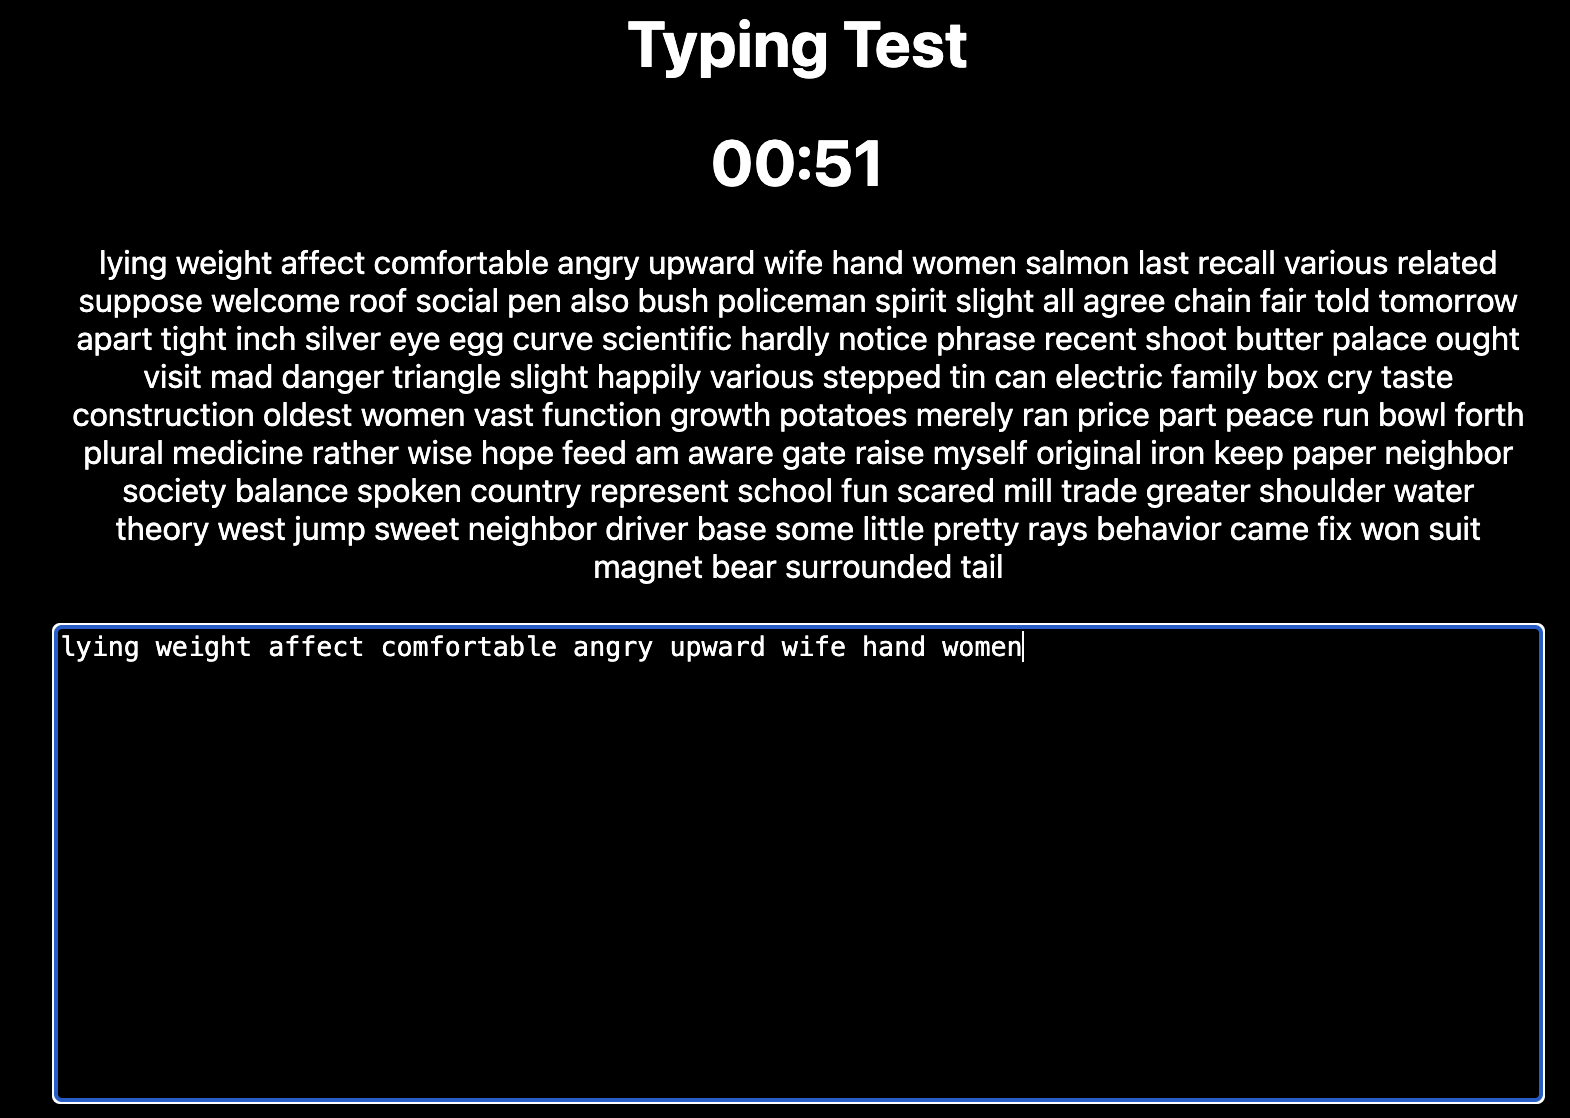 Typing Test
00:51
lying weight affect comfortable angry upward wife hand women salmon last recall various related
suppose welcome roof social pen also bush policeman spirit slight all agree chain fair told tomorrow
apart tight inch silver eye egg curve scientific hardly notice phrase recent shoot butter palace ought
visit mad danger triangle slight happily various stepped tin can electric family box cry taste
construction oldest women vast function growth potatoes merely ran price part peace run bowl forth
plural medicine rather wise hope feed am aware gate raise myself original iron keep paper neighbor
society balance spoken country represent school fun scared mill trade greater shoulder water
theory west jump sweet neighbor driver base some little pretty rays behavior came fix won suit
magnet bear surrounded tail
lying weight affect comfortable angry upward wife hand women